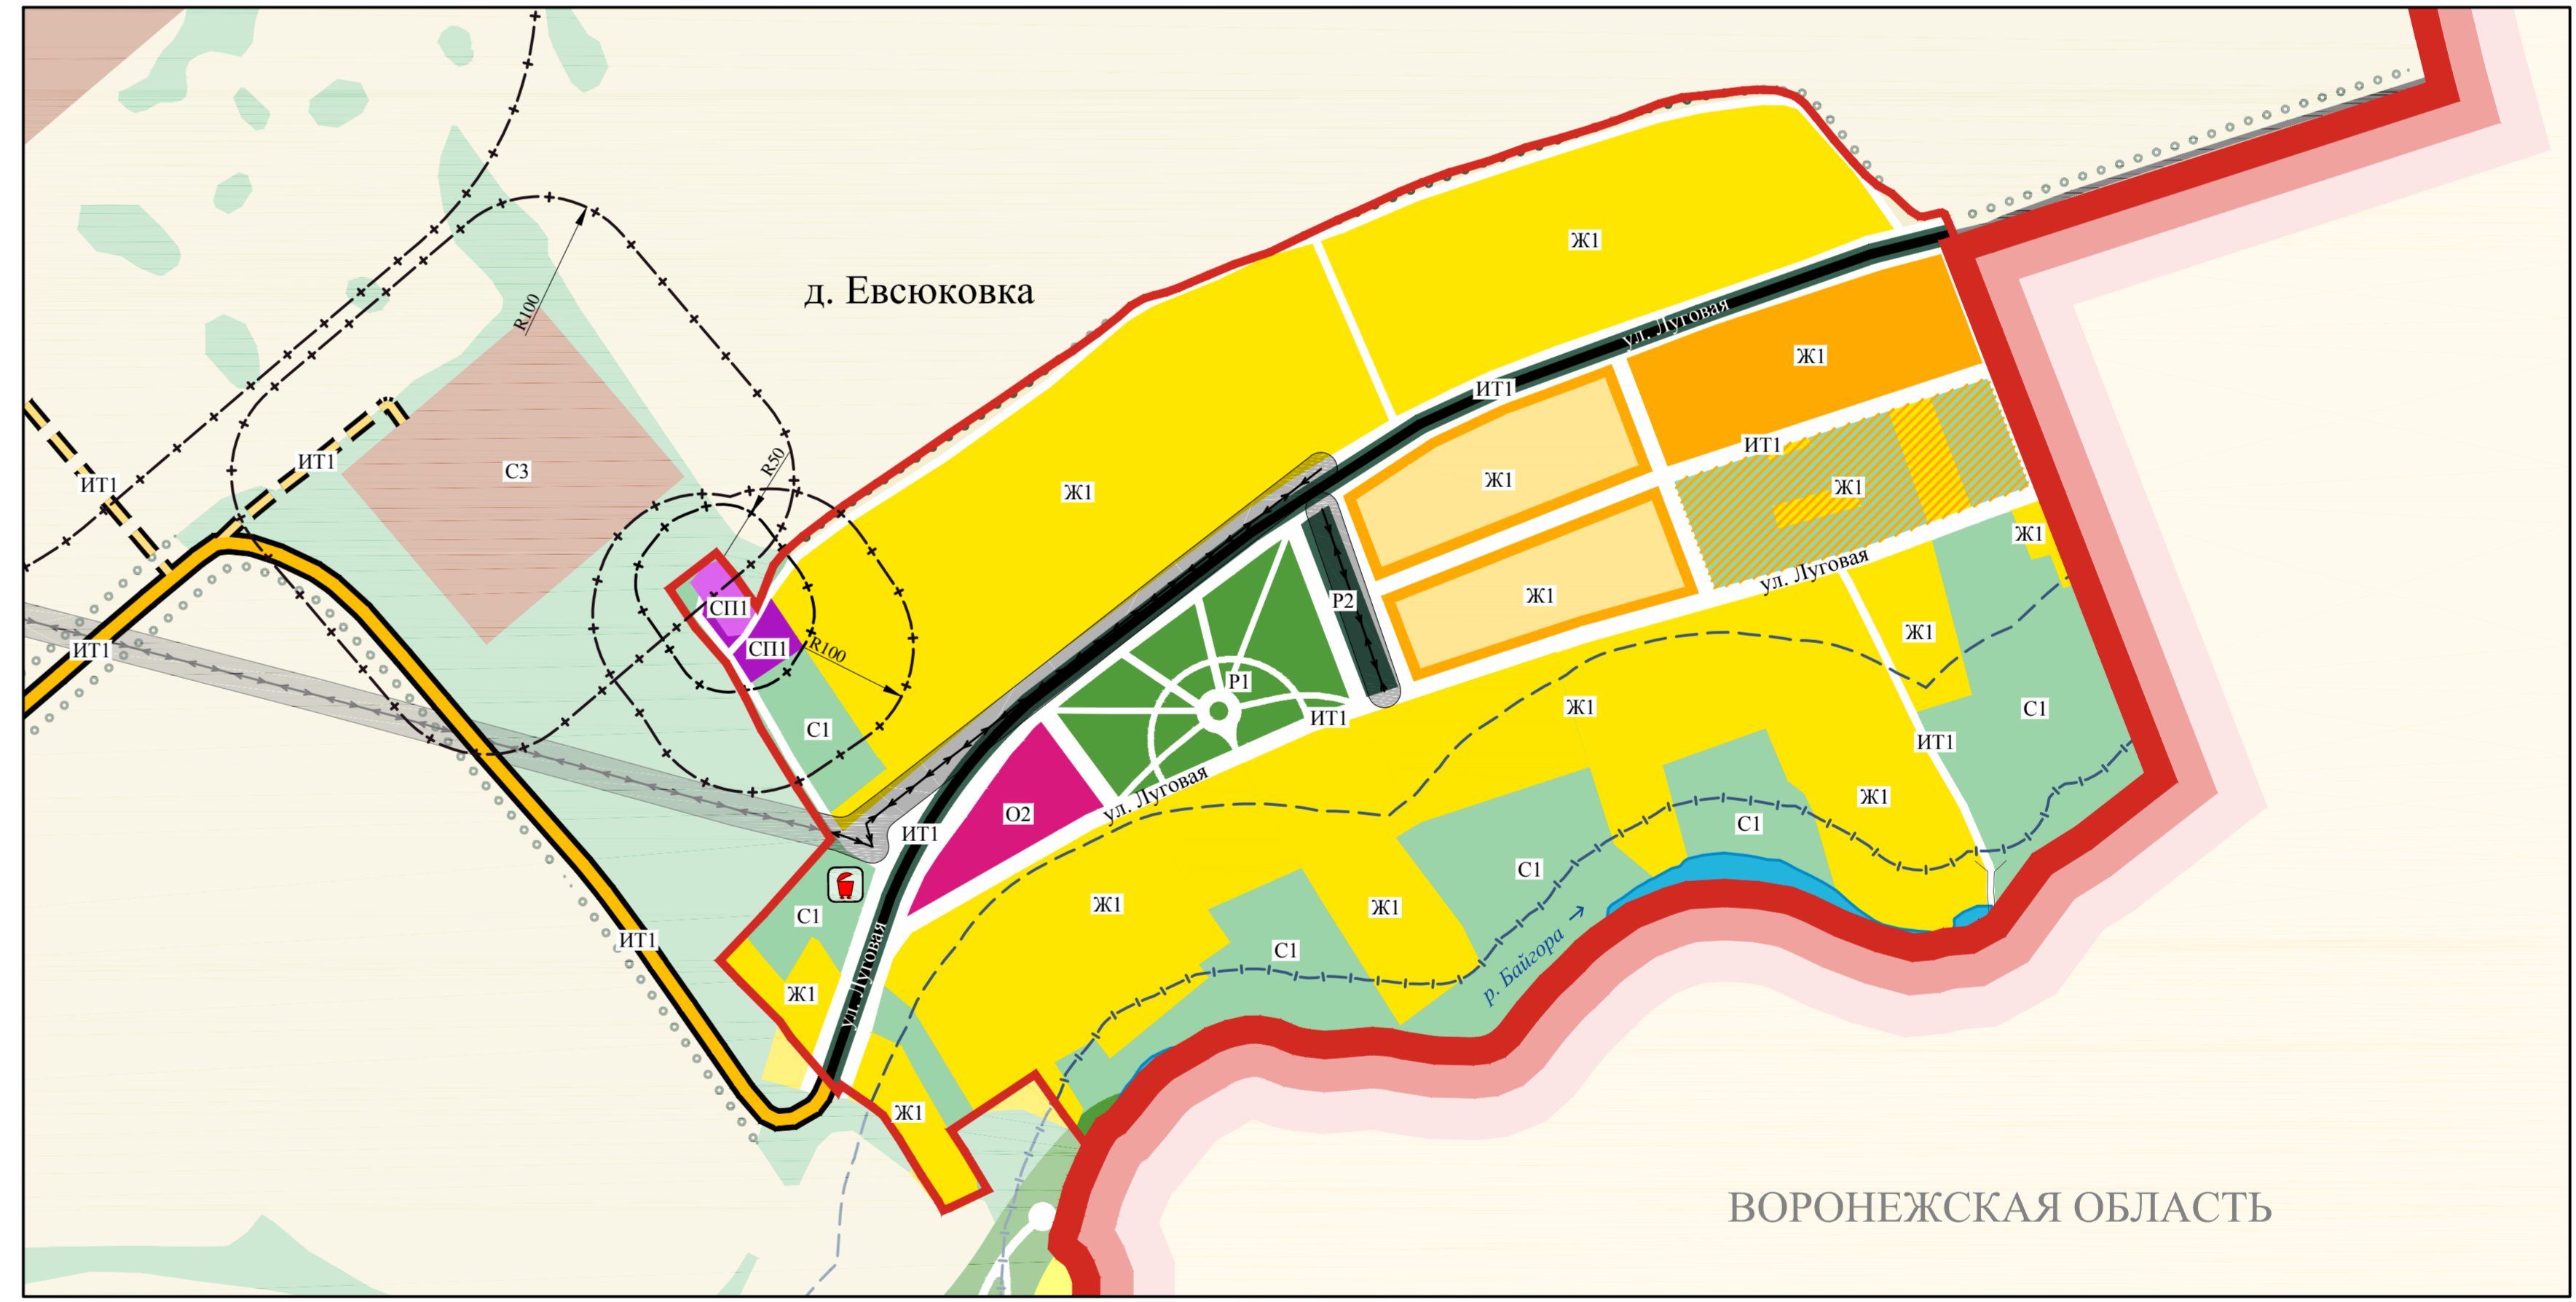 Ж1
R100
д. Евсюковка
ул. Луговая
Ж1
ИТ1
Ж1
ИТ1
R50
ИТ1
С3
ИТ1
Ж1
Ж1
Ж1
Ж1
ул. Луговая
Р2
Ж1
СП1
Ж1
СП1
R100
ИТ1
Р1
Ж1
С1
ИТ1
С1
ИТ1
ул. Луговая
Ж1
О2
С1
ИТ1
С1
Ж1
Ж1
С1
ИТ1
С1
р. Байгора
Ж1
ул. Луговая
Ж1
ВОРОНЕЖСКАЯ ОБЛАСТЬ